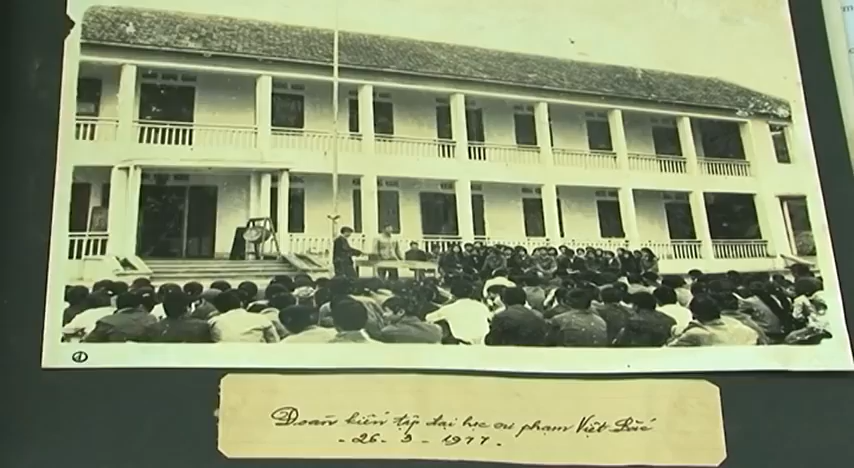 ①
Đoàn kiến tập đại học sư phạm Việt Bắc
- 26 - 3 - 1977 -